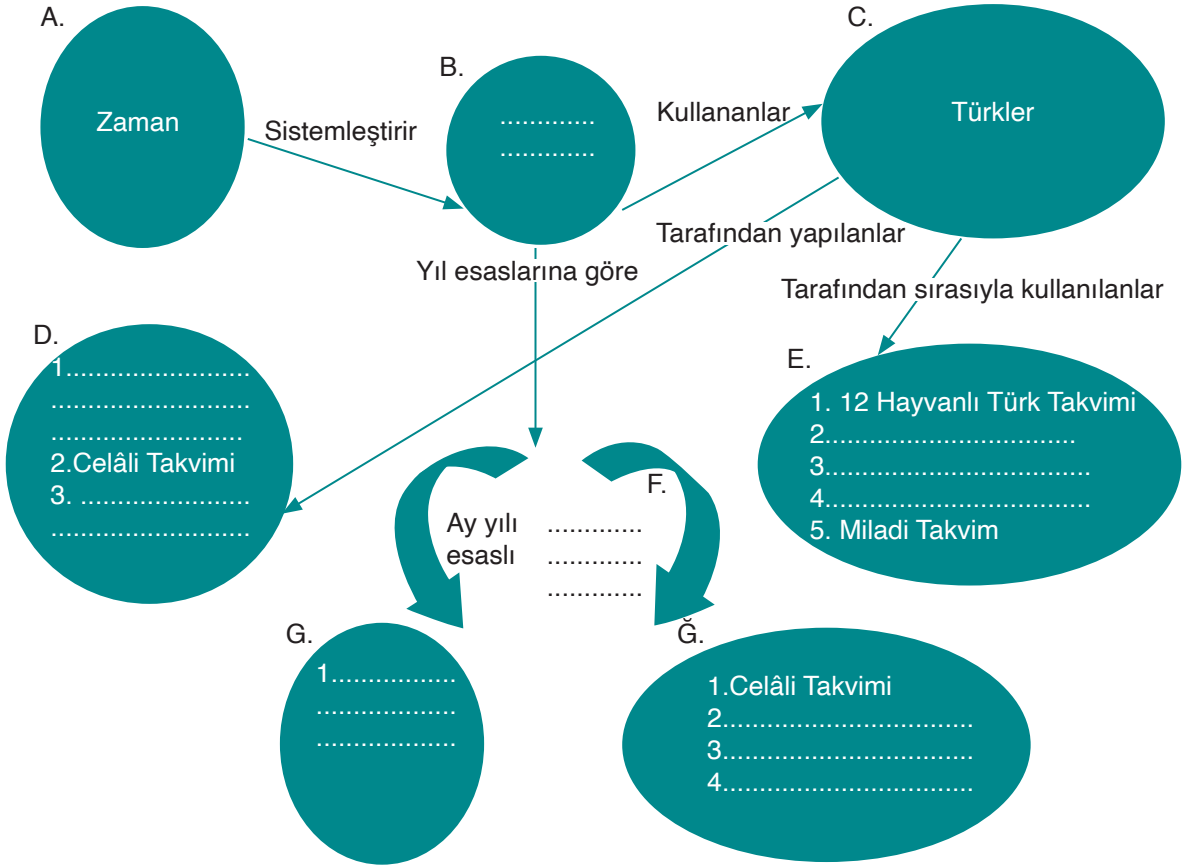 A.
Zaman
Sistemleştirir
B.
.............
.............
Kullananlar
C.
Türkler
Tarafından yapılanlar
Yıl esaslarına göre
Tarafından sırasıyla kullanılanlar
D.
1.........................
...........................
..........................
2.Celâli Takvimi
3. .......................
...........................
E.
1. 12 Hayvanlı Türk Takvimi
2..................................
3....................................
4....................................
5. Miladi Takvim
F.
Ay yılı
esaslı
.............
.............
.............
G.
1.................
...................
...................
Ğ.
1.Celâli Takvimi
2..................................
3..................................
4..................................